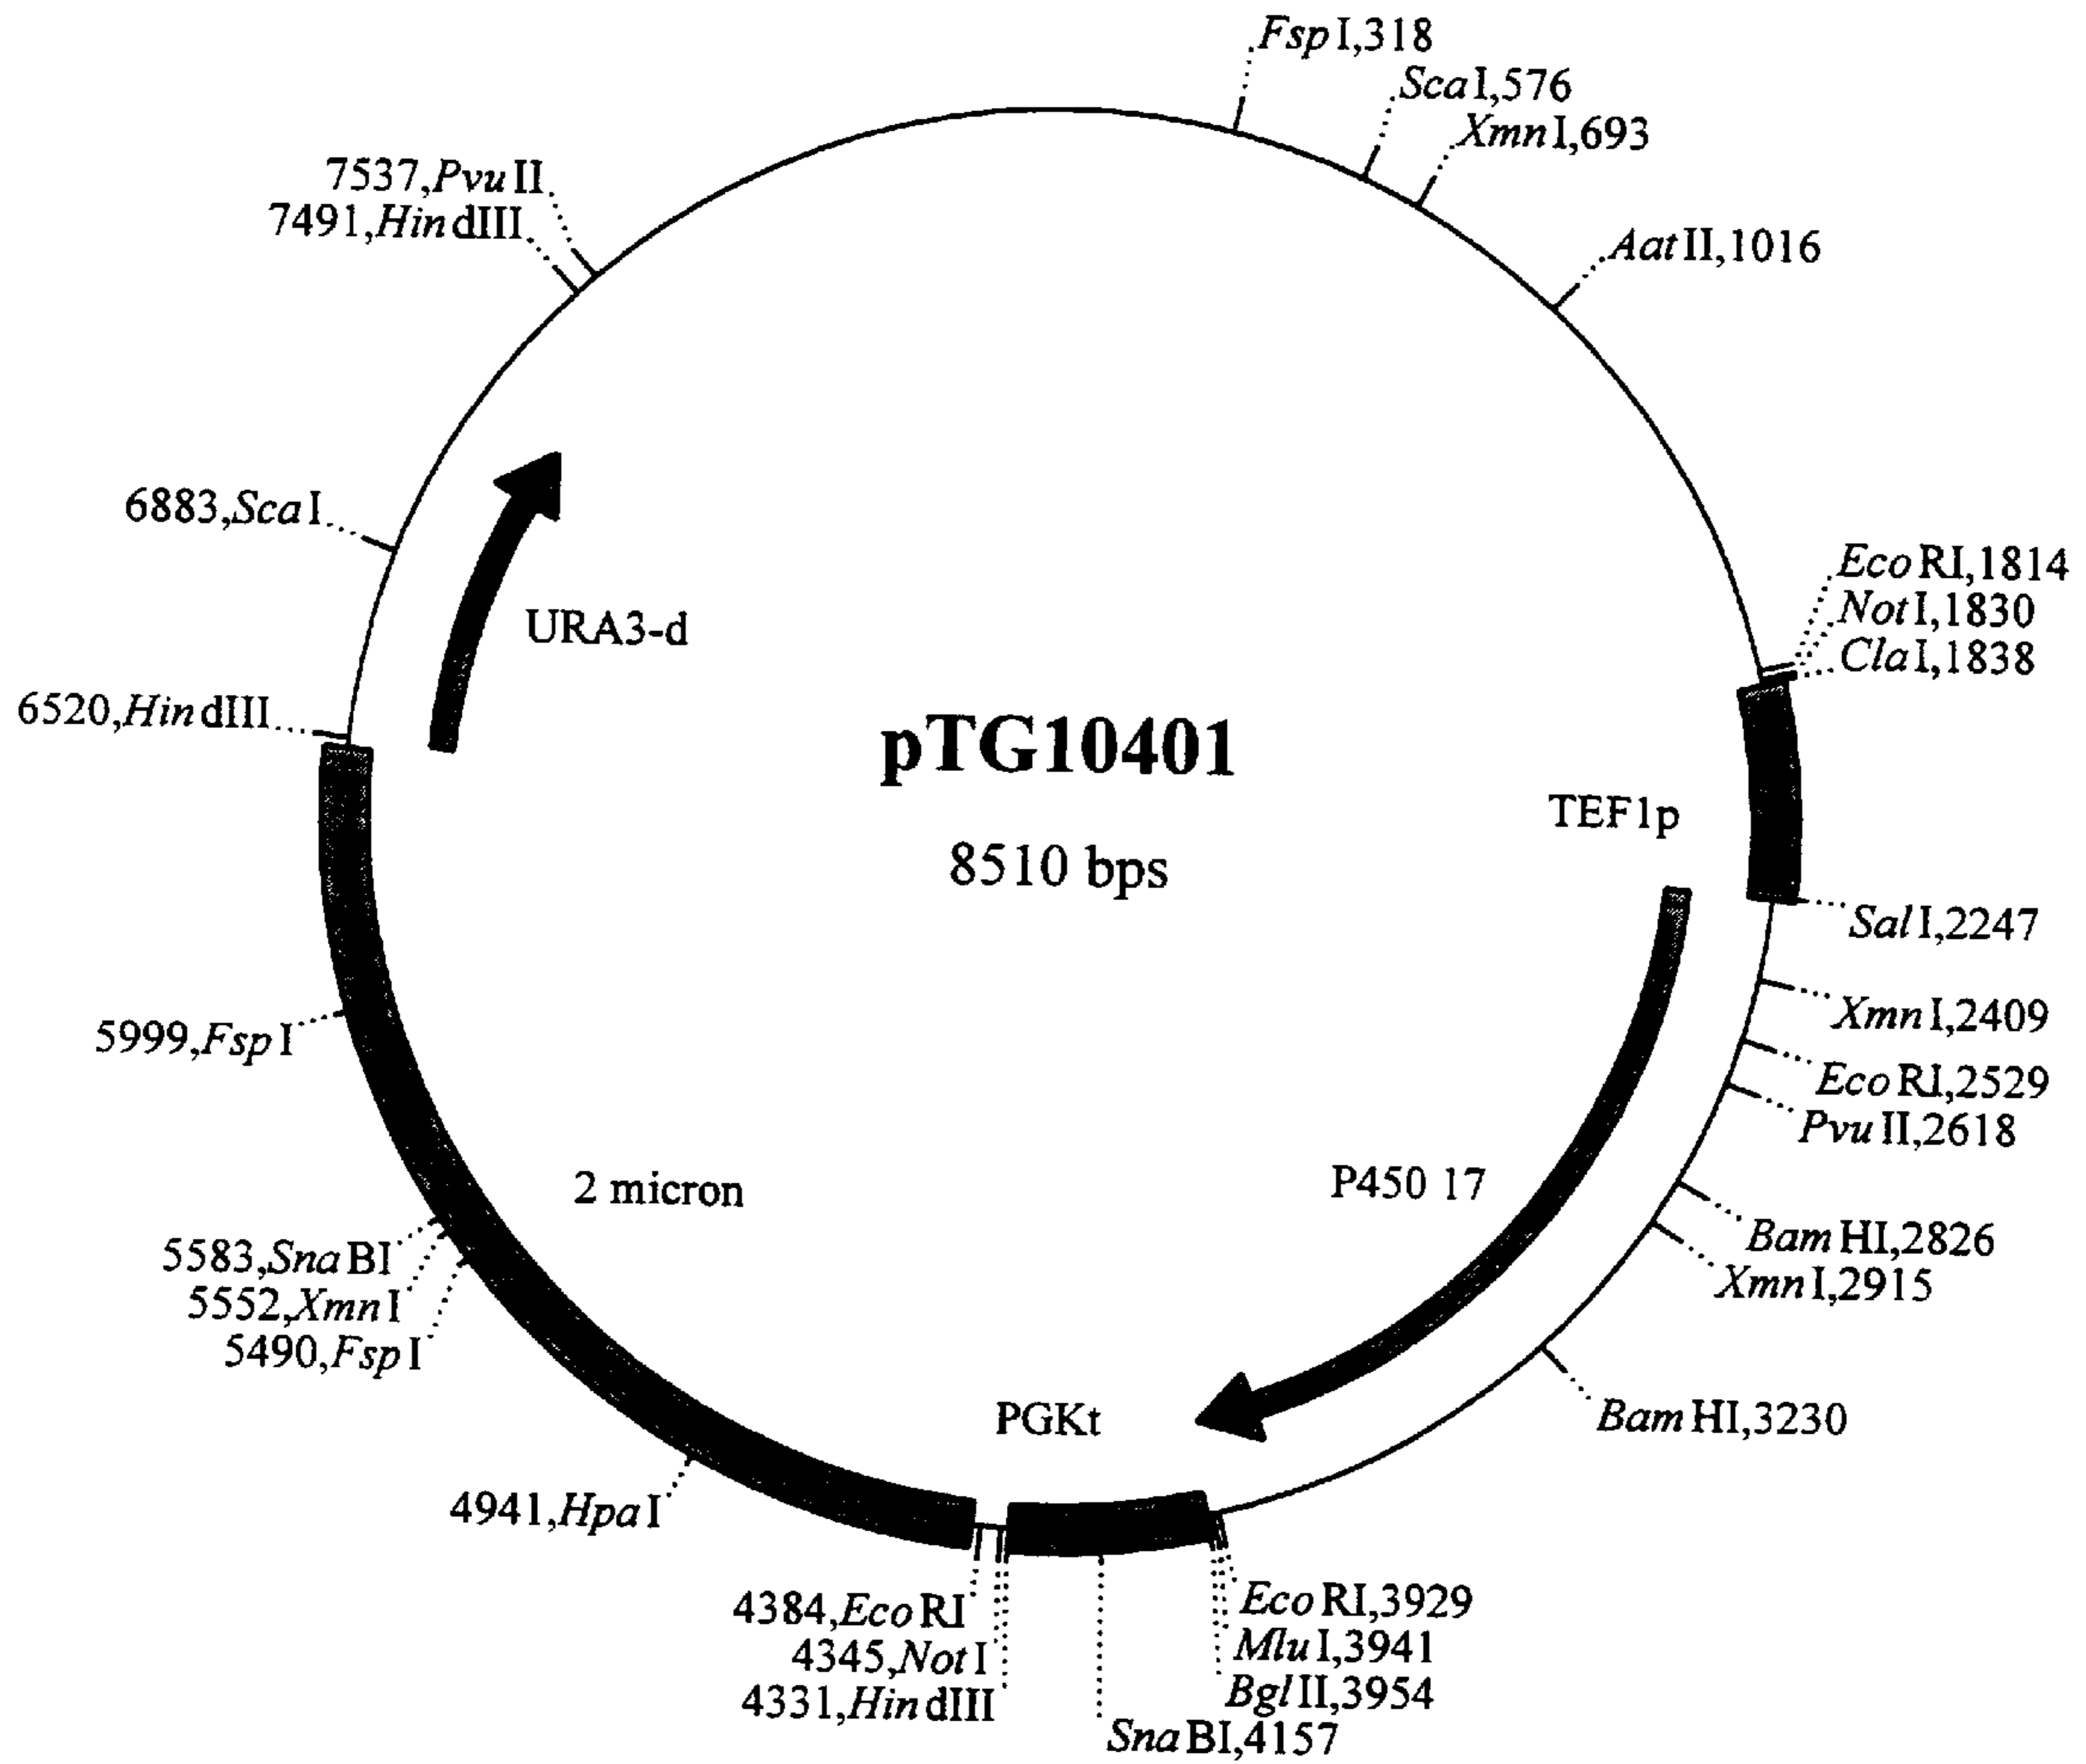 FspI,318
ScaI,576
XmnI,693
AatII,1016
7537,PvuII
7491,HindIII
EcoRI,1814
NotI,1830
ClaI,1838
6883,ScaI
URA3-d
6520,HindIII
pTG10401
8510 bps
TEF1p
SalI,2247
XmnI,2409
EcoRI,2529
PvuII,2618
5999,FspI
2 micron
P450 17
BamHI,2826
XmnI,2915
5583,SnaBI
5552,XmnI
5490,FspI
BamHI,3230
PGKt
4941,HpaI
4384,EcoRI
4345,NotI
4331,HindIII
EcoRI,3929
MluI,3941
BglII,3954
SnaBI,4157